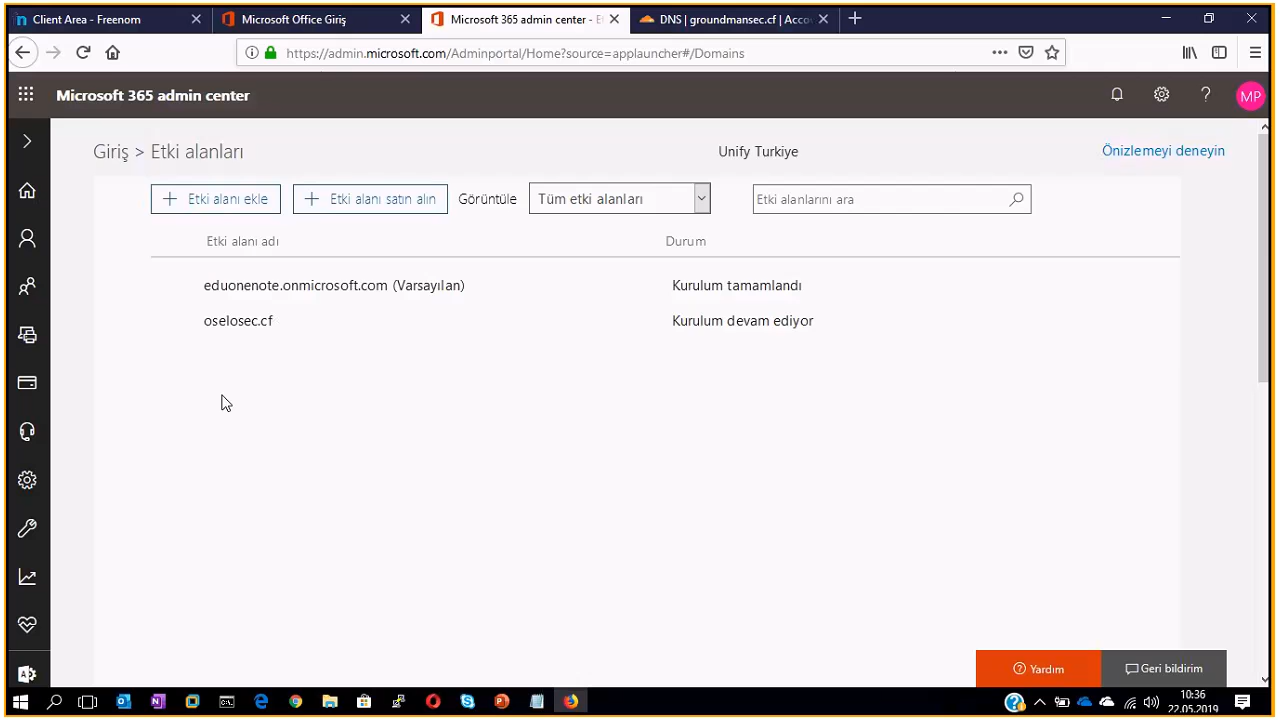 Client Area - Freenom
Microsoft Office Giriş
Microsoft 365 admin center - E
DNS | groundmansec.cf | Acco
https://admin.microsoft.com/Adminportal/Home?source=applauncher#/Domains
Microsoft 365 admin center
MP
Giriş > Etki alanları
Unify Turkiye
Önizlemeyi deneyin
Etki alanı ekle
Etki alanı satın alın
Görüntüle
Tüm etki alanları
Etki alanlarını ara
Etki alanı adı
Durum
eduonenote.onmicrosoft.com (Varsayılan)
Kurulum tamamlandı
oselosec.cf
Kurulum devam ediyor
Yardım
Geri bildirim
10:36
22.05.2019